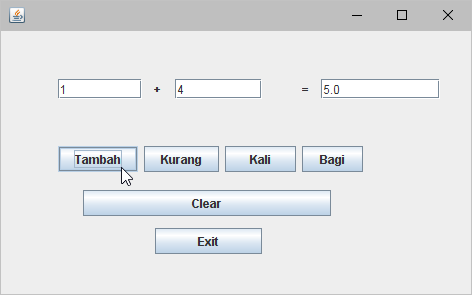 1 + 4 = 5.0
Tambah Kurang Kali Bagi
Clear
Exit